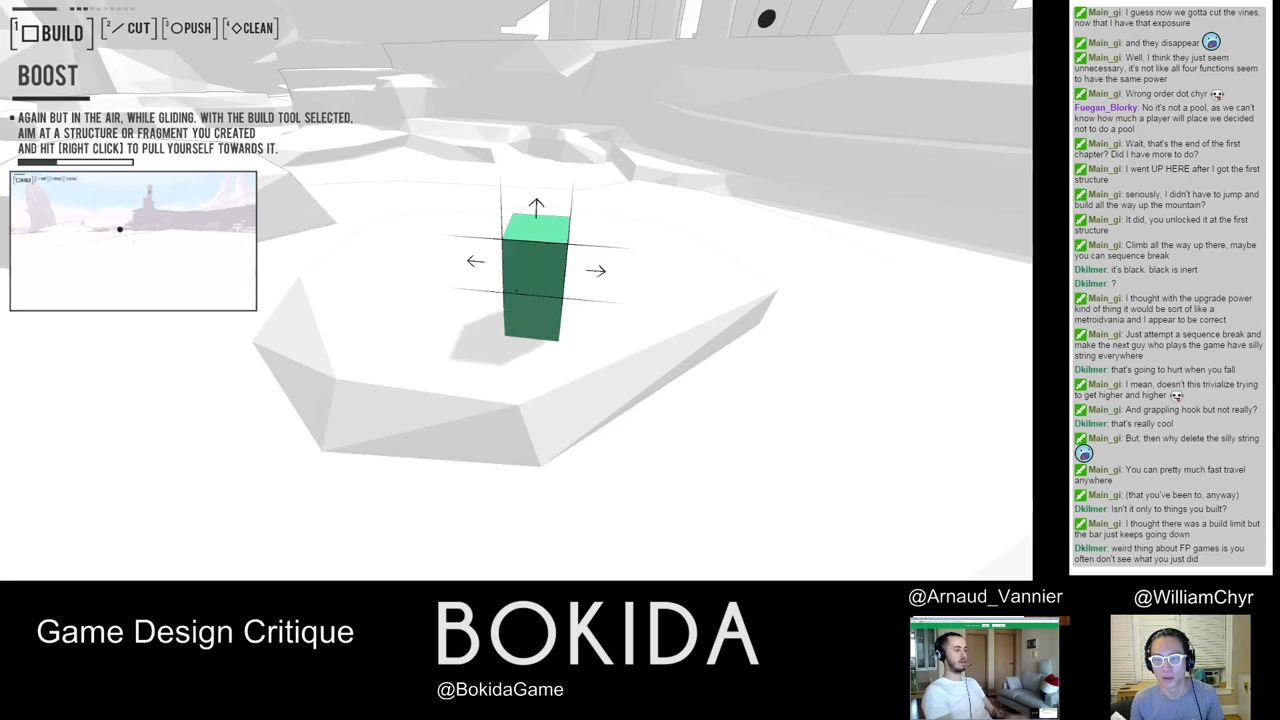 [1 □BUILD] [2 / CUT] [3 ○PUSH] [4 ◇CLEAN]
BOOST
▪ AGAIN BUT IN THE AIR, WHILE GLIDING. WITH THE BUILD TOOL SELECTED,
AIM AT A STRUCTURE OR FRAGMENT YOU CREATED
AND HIT [RIGHT CLICK] TO PULL YOURSELF TOWARDS IT.
Main_gi: I guess now we gotta cut the vines,
now that I have that exposuire
Main_gi: and they disappear
Main_gi: Well, I think they just seem
unnecessary, it's not like all four functions seem
to have the same power
Main_gi: Wrong order dot chyr
Fuegan_Blorky: No it's not a pool, as we can't
know how much a player will place we decided
not to do a pool
Main_gi: Wait, that's the end of the first
chapter? Did I have more to do?
Main_gi: I went UP HERE after I got the first
structure
Main_gi: seriously, I didn't have to jump and
build all the way up the mountain?
Main_gi: It did, you unlocked it at the first
structure
Main_gi: Climb all the way up there, maybe
you can sequence break
Dkilmer: it's black. black is inert
Dkilmer: ?
Main_gi: I thought with the upgrade power
kind of thing it would be sort of like a
metroidvania and I appear to be correct
Main_gi: Just attempt a sequence break and
make the next guy who plays the game have silly
string everywhere
Dkilmer: that's going to hurt when you fall
Main_gi: I mean, doesn't this trivialize trying
to get higher and higher
Main_gi: And grappling hook but not really?
Dkilmer: that's really cool
Main_gi: But, then why delete the silly string
Main_gi: You can pretty much fast travel
anywhere
Main_gi: (that you've been to, anyway)
Dkilmer: Isn't it only to things you built?
Main_gi: I thought there was a build limit but
the bar just keeps going down
Dkilmer: weird thing about FP games is you
often don't see what you just did
Game Design Critique
BOKIDA
@BokidaGame
@Arnaud_Vannier
@WilliamChyr